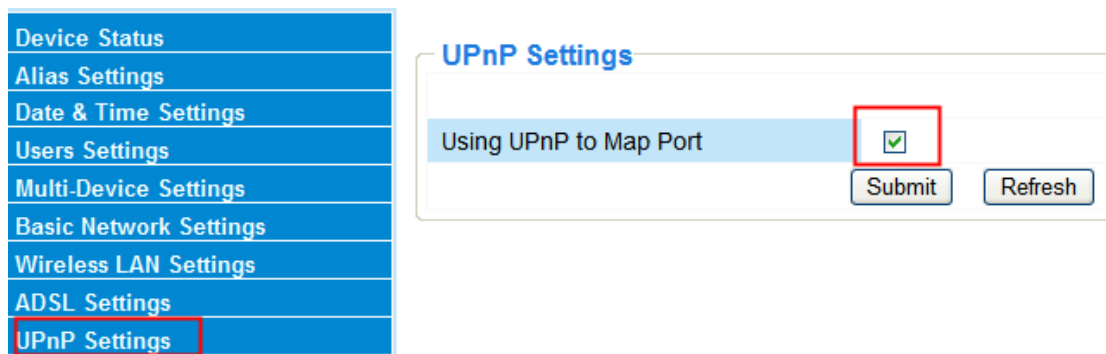 Device Status
Alias Settings
Date & Time Settings
Users Settings
Multi-Device Settings
Basic Network Settings
Wireless LAN Settings
ADSL Settings
UPnP Settings
UPnP Settings
Using UPnP to Map Port
Submit Refresh